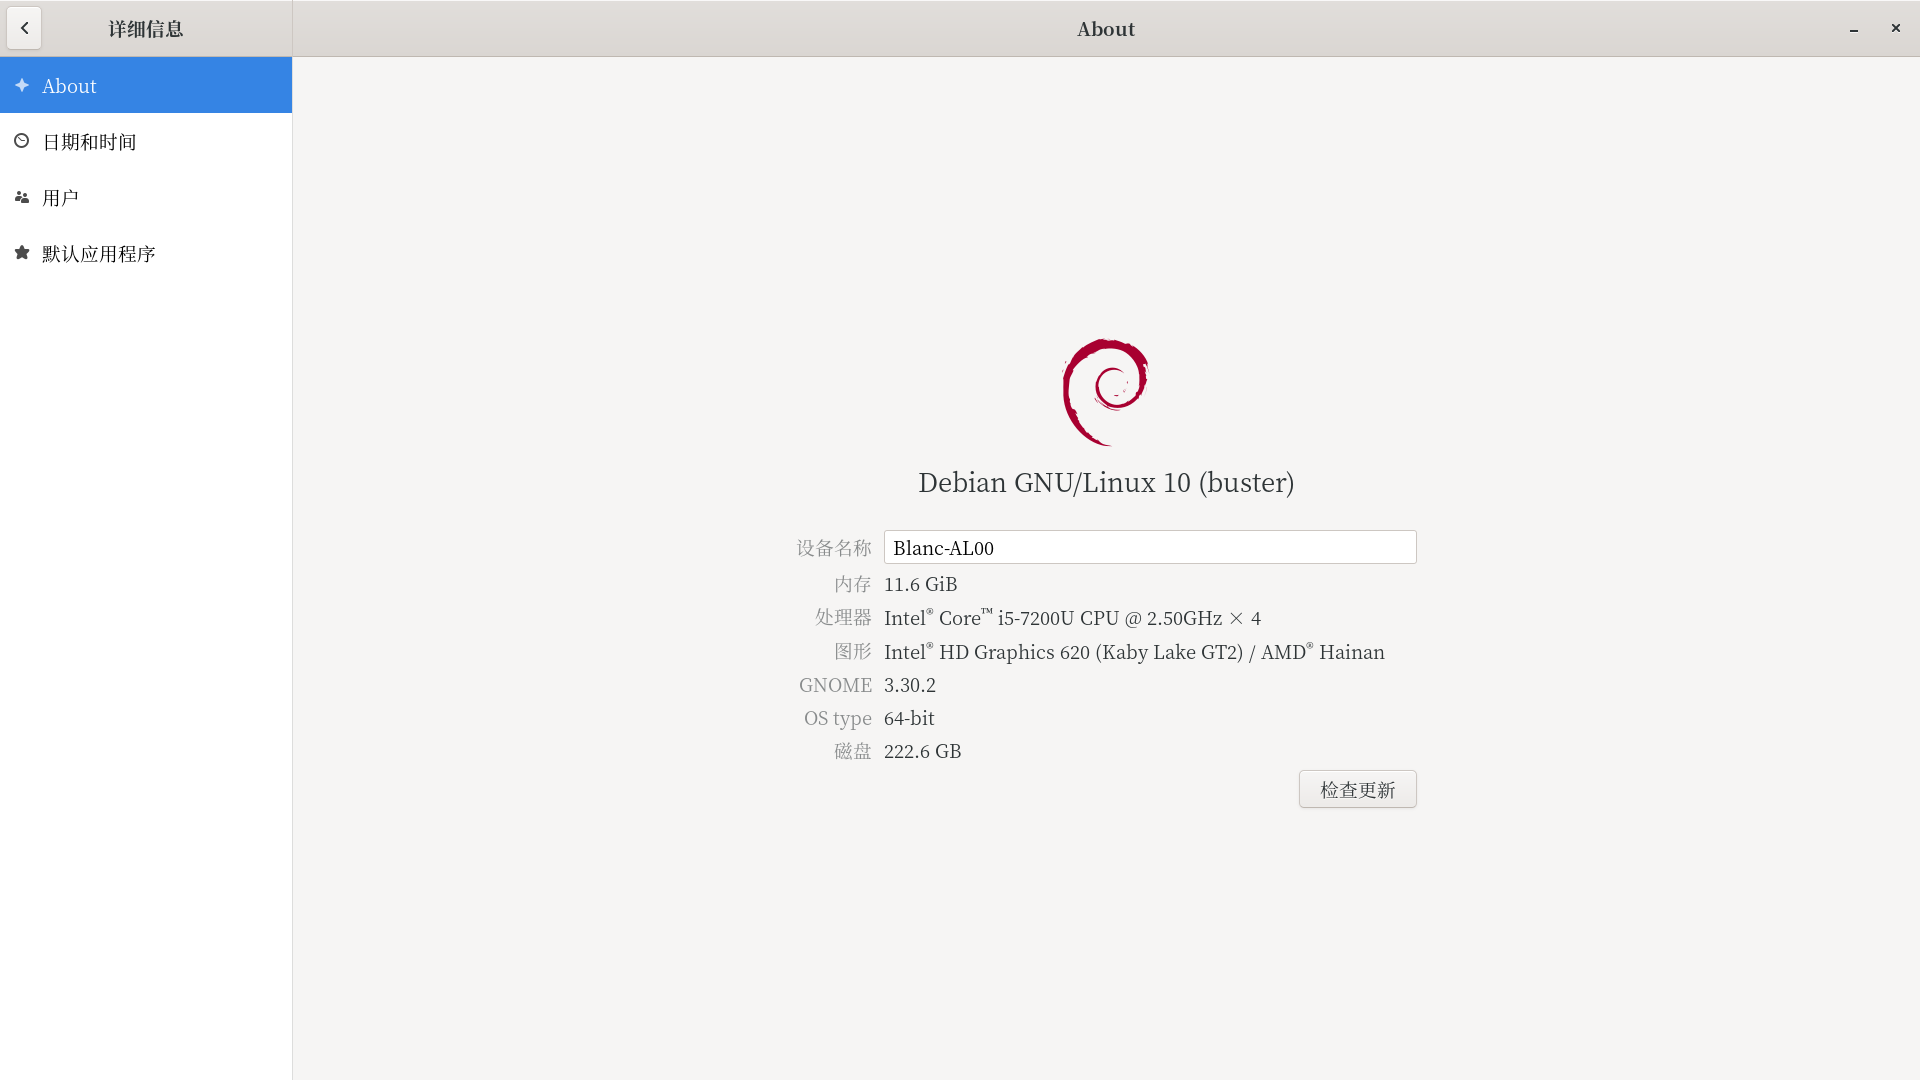 详细信息
About
About
日期和时间
用户
默认应用程序
Debian GNU/Linux 10 (buster)
设备名称 Blanc-AL00
内存 11.6 GiB
处理器 Intel® Core™ i5-7200U CPU @ 2.50GHz × 4
图形 Intel® HD Graphics 620 (Kaby Lake GT2) / AMD® Hainan
GNOME 3.30.2
OS type 64-bit
磁盘 222.6 GB
检查更新